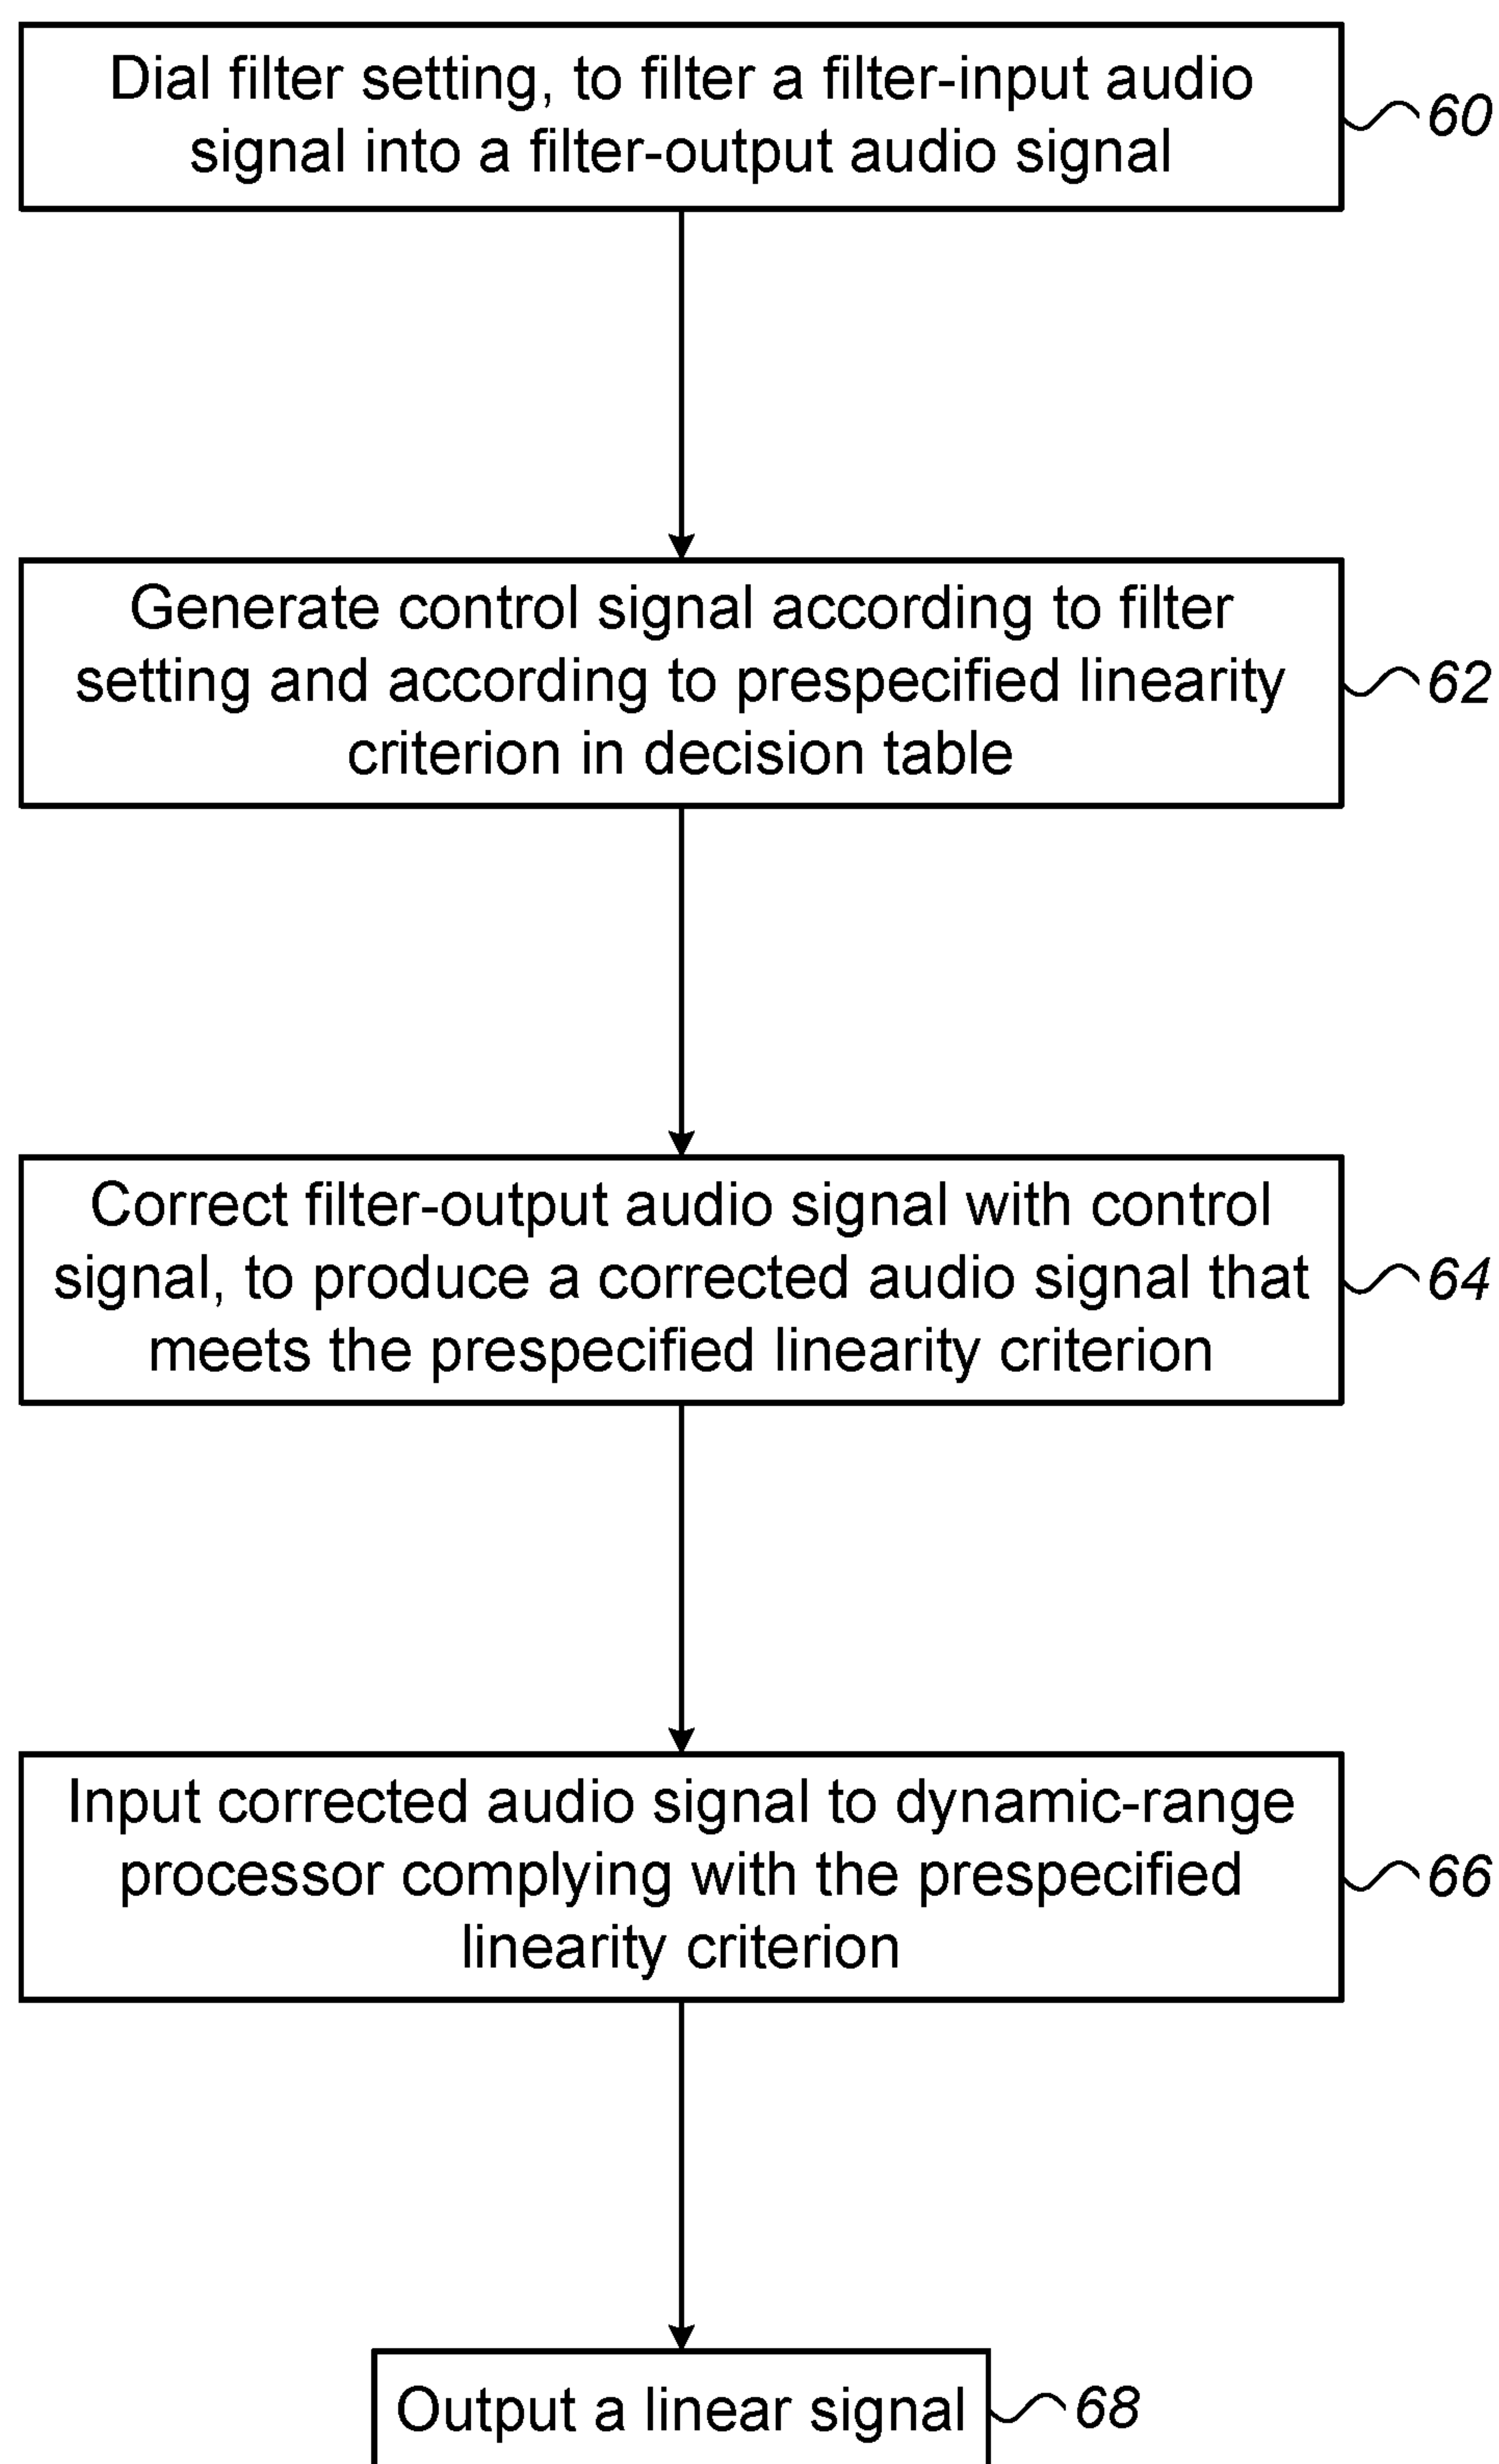 Dial filter setting, to filter a filter-input audio
signal into a filter-output audio signal
60
Generate control signal according to filter
setting and according to prespecified linearity
criterion in decision table
62
Correct filter-output audio signal with control
signal, to produce a corrected audio signal that
meets the prespecified linearity criterion
64
Input corrected audio signal to dynamic-range
processor complying with the prespecified
linearity criterion
66
Output a linear signal
68